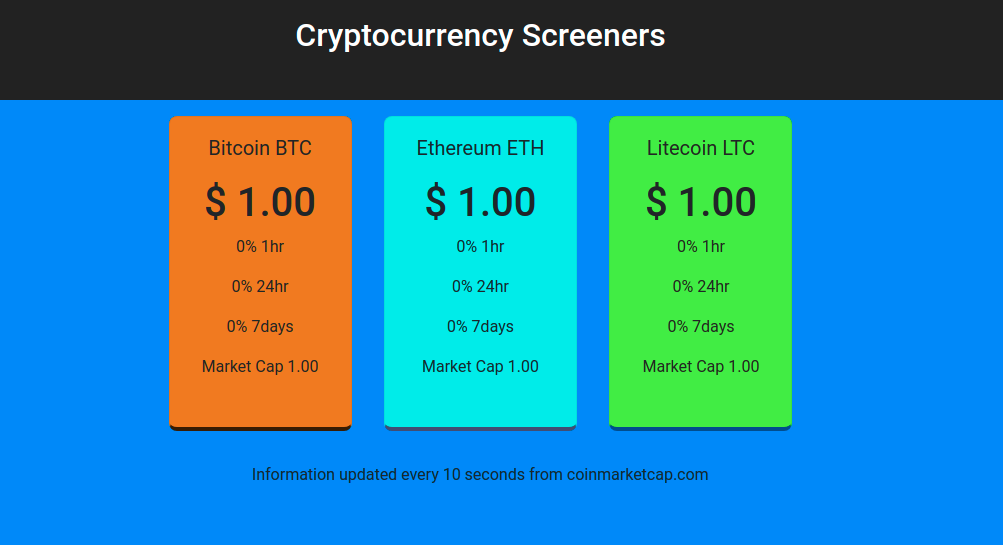 Cryptocurrency Screeners
Bitcoin BTC
$ 1.00
0% 1hr
0% 24hr
0% 7days
Market Cap 1.00
Ethereum ETH
$ 1.00
0% 1hr
0% 24hr
0% 7days
Market Cap 1.00
Litecoin LTC
$ 1.00
0% 1hr
0% 24hr
0% 7days
Market Cap 1.00
Information updated every 10 seconds from coinmarketcap.com